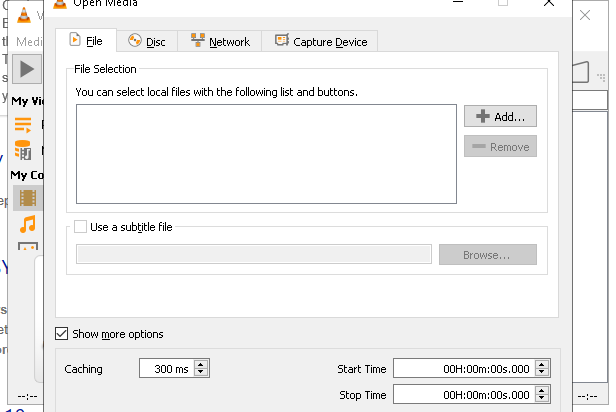 Open Media
Medi
File
Disc
Network
Capture Device
File Selection
You can select local files with the following list and buttons.
Add...
Remove
My Vi
My Co
Use a subtitle file
Browse...
Show more options
Caching
300 ms
Start Time
00H:00m:00s.000
Stop Time
00H:00m:00s.000
--:--
--:--